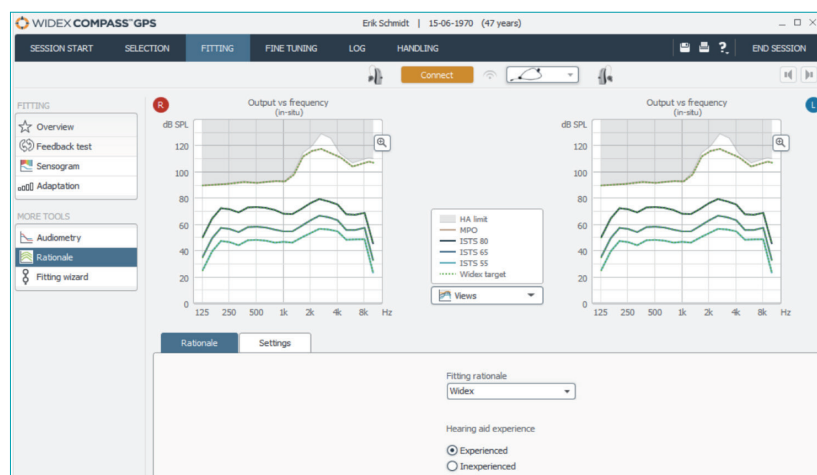 WIDEX COMPASS™ GPS
Erik Schmidt | 15-06-1970 (47 years)
SESSION START SELECTION FITTING FINE TUNING LOG HANDLING ? END SESSION
Connect
FITTING
Overview
Feedback test
Sensogram
Adaptation
MORE TOOLS
Audiometry
Rationale
Fitting wizard
R
Output vs frequency
(in-situ)
dB SPL
120
100
80
60
40
20
0
125 250 500 1k 2k 4k 8k Hz
HA limit
MPO
ISTS 80
ISTS 65
ISTS 55
Widex target
Views
L
Output vs frequency
(in-situ)
dB SPL
120
100
80
60
40
20
0
125 250 500 1k 2k 4k 8k Hz
Rationale Settings
Fitting rationale
Widex
Hearing aid experience
Experienced
Inexperienced